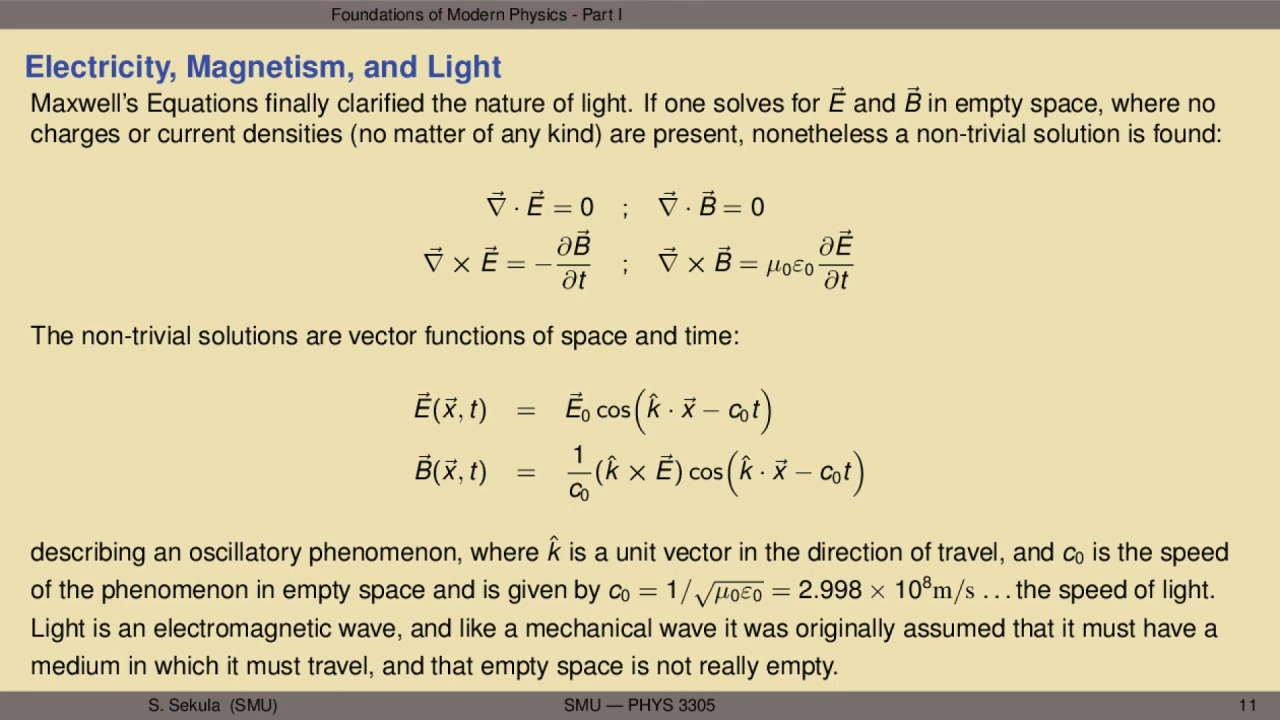 Foundations of Modern Physics - Part I
Electricity, Magnetism, and Light
Maxwell's Equations finally clarified the nature of light. If one solves for E⃗ and B⃗ in empty space, where no
charges or current densities (no matter of any kind) are present, nonetheless a non-trivial solution is found:
∇⃗ · E⃗ = 0 ; ∇⃗ · B⃗ = 0
∇⃗ × E⃗ = −∂B⃗/∂t ; ∇⃗ × B⃗ = μ₀ε₀ ∂E⃗/∂t
The non-trivial solutions are vector functions of space and time:
E⃗(x⃗, t) = E⃗₀ cos(k̂ · x⃗ − c₀t)
B⃗(x⃗, t) = 1/c₀ (k̂ × E⃗) cos(k̂ · x⃗ − c₀t)
describing an oscillatory phenomenon, where k̂ is a unit vector in the direction of travel, and c₀ is the speed
of the phenomenon in empty space and is given by c₀ = 1/√μ₀ε₀ = 2.998 × 10⁸m/s ...the speed of light.
Light is an electromagnetic wave, and like a mechanical wave it was originally assumed that it must have a
medium in which it must travel, and that empty space is not really empty.
S. Sekula (SMU) SMU — PHYS 3305 11